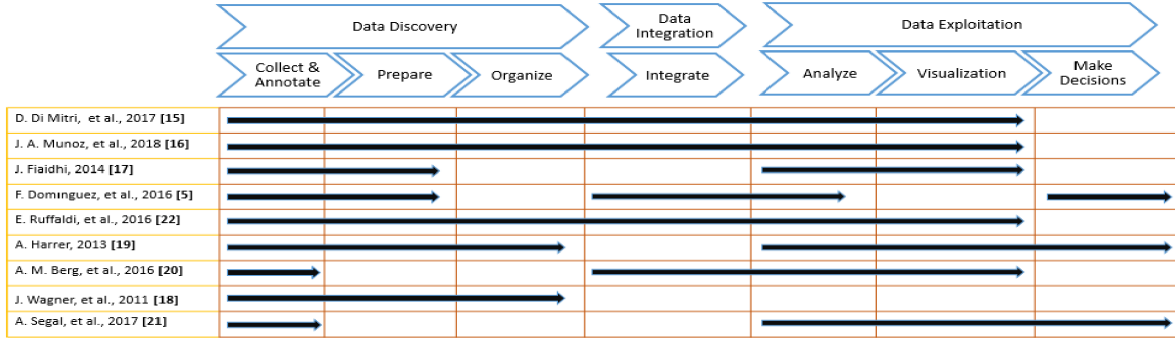 Data Discovery
Data
Integration
Data Exploitation
Collect &
Annotate
Prepare
Organize
Integrate
Analyze
Visualization
Make
Decisions
D. Di Mitri, et al., 2017 [15]
J. A. Munoz, et al., 2018 [16]
J. Fiaidhi, 2014 [17]
F. Domınguez, et al., 2016 [5]
E. Ruffaldi, et al., 2016 [22]
A. Harrer, 2013 [19]
A. M. Berg, et al., 2016 [20]
J. Wagner, et al., 2011 [18]
A. Segal, et al., 2017 [21]